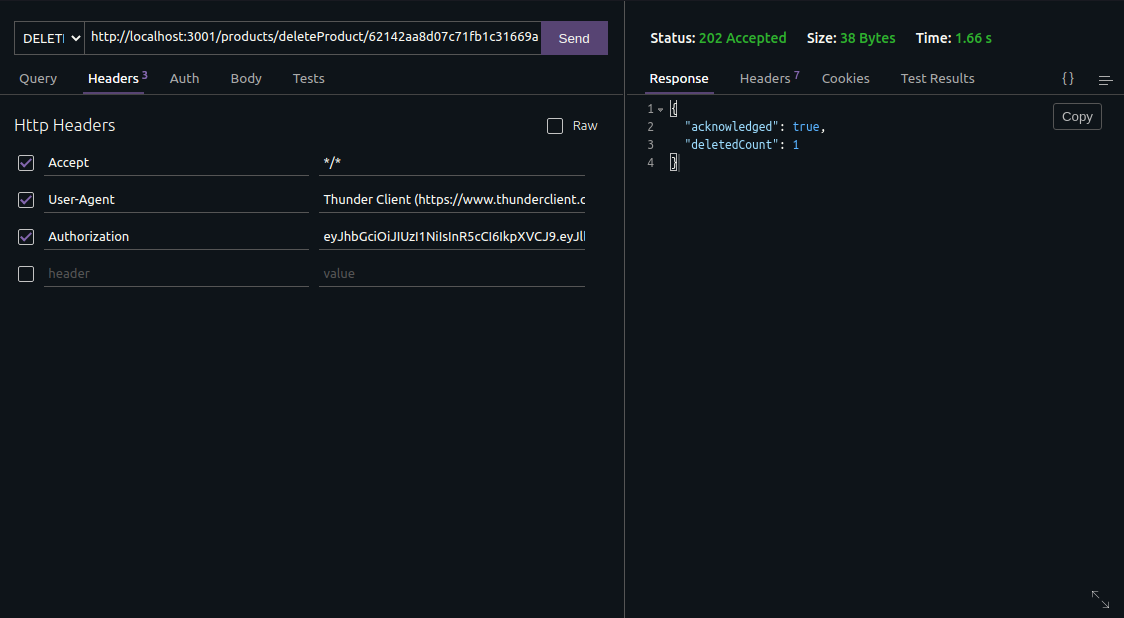 DELET http://localhost:3001/products/deleteProduct/62142aa8d07c71fb1c31669a Send
Query Headers 3 Auth Body Tests
Http Headers Raw
Accept */*
User-Agent Thunder Client (https://www.thunderclient.c
Authorization eyJhbGciOiJIUzI1NiIsInR5cCI6IkpXVCJ9.eyJll
header value
Status: 202 Accepted Size: 38 Bytes Time: 1.66 s
Response Headers 7 Cookies Test Results {}
Copy
1 {
2 "acknowledged": true,
3 "deletedCount": 1
4 }